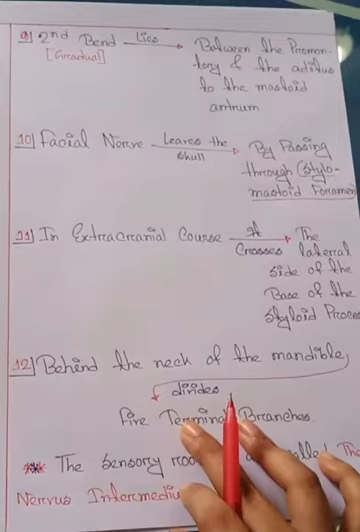 9) 2nd Bend Lies → Between the Promon-
[Gradual] tory & the aditus
to the mastoid
antrum
10) Facial Nerve Leaves the skull → By Passing
through Stylo-
mastoid Foramen
11) In Extracranial Course It Crosses → The
lateral
side of the
Base of the
Styloid Process
12) Behind the neck of the mandible,
divides
Five Terminal Branches
** The Sensory The
Nervus